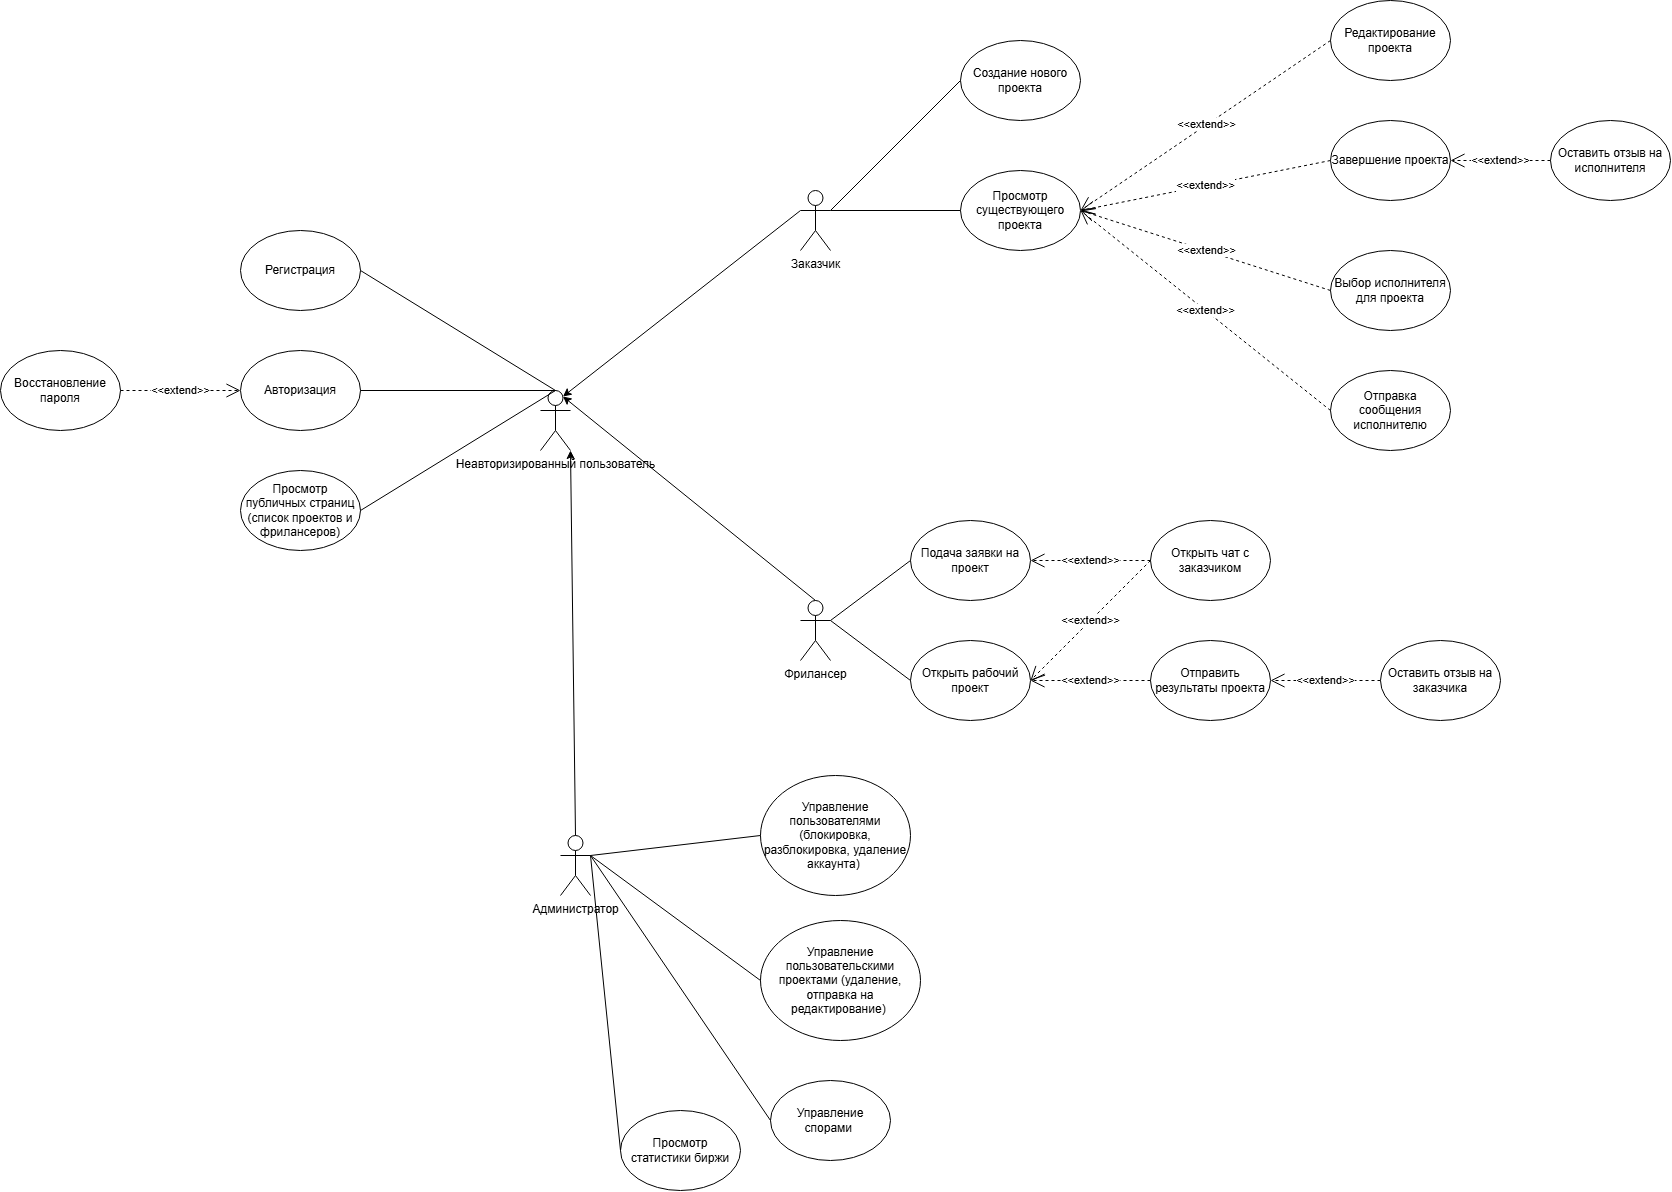 Редактирование
проекта
Создание нового
проекта
<<extend>>
Завершение проекта
<<extend>>
Оставить отзыв на
исполнителя
<<extend>>
Просмотр
существующего
проекта
Заказчик
<<extend>>
Выбор исполнителя
для проекта
<<extend>>
Отправка
сообщения
исполнителю
Регистрация
Восстановление
пароля
<<extend>>
Авторизация
Неавторизированный пользователь
Просмотр
публичных страниц
(список проектов и
фрилансеров)
Подача заявки на
проект
<<extend>>
Открыть чат с
заказчиком
<<extend>>
Фрилансер
Открыть рабочий
проект
<<extend>>
Отправить
результаты проекта
<<extend>>
Оставить отзыв на
заказчика
Управление
пользователями
(блокировка,
разблокировка, удаление
аккаунта)
Администратор
Управление
пользовательскими
проектами (удаление,
отправка на
редактирование)
Управление
спорами
Просмотр
статистики биржи